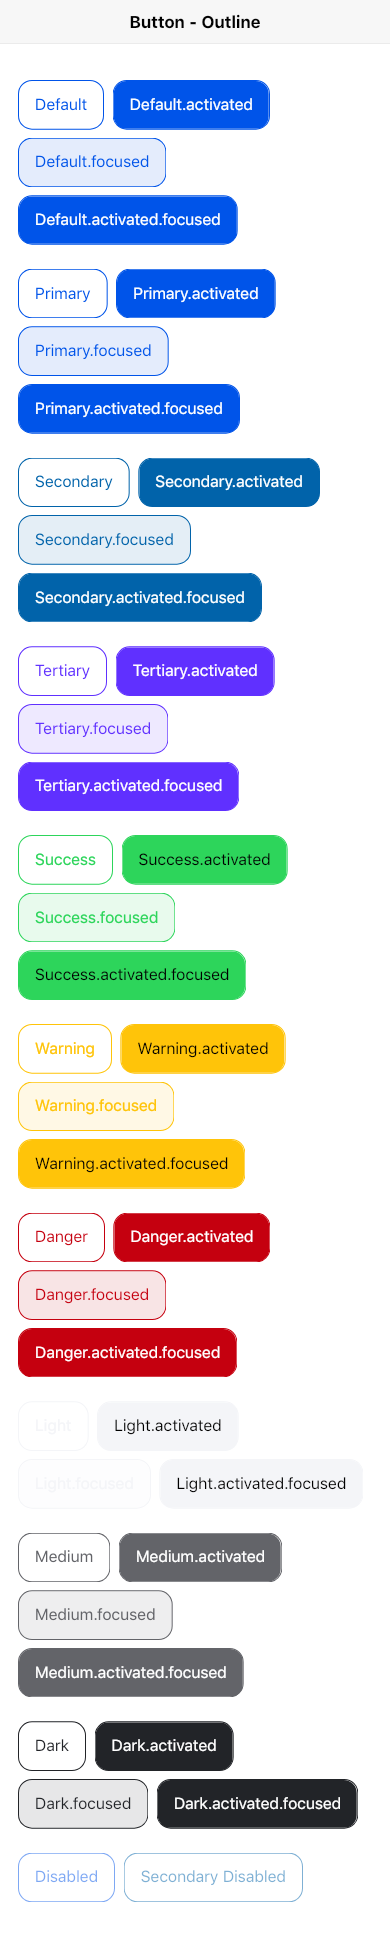 Button - Outline
Default Default.activated
Default.focused
Default.activated.focused
Primary Primary.activated
Primary.focused
Primary.activated.focused
Secondary Secondary.activated
Secondary.focused
Secondary.activated.focused
Tertiary Tertiary.activated
Tertiary.focused
Tertiary.activated.focused
Success Success.activated
Success.focused
Success.activated.focused
Warning Warning.activated
Warning.focused
Warning.activated.focused
Danger Danger.activated
Danger.focused
Danger.activated.focused
Light Light.activated
Light.focused Light.activated.focused
Medium Medium.activated
Medium.focused
Medium.activated.focused
Dark Dark.activated
Dark.focused Dark.activated.focused
Disabled Secondary Disabled